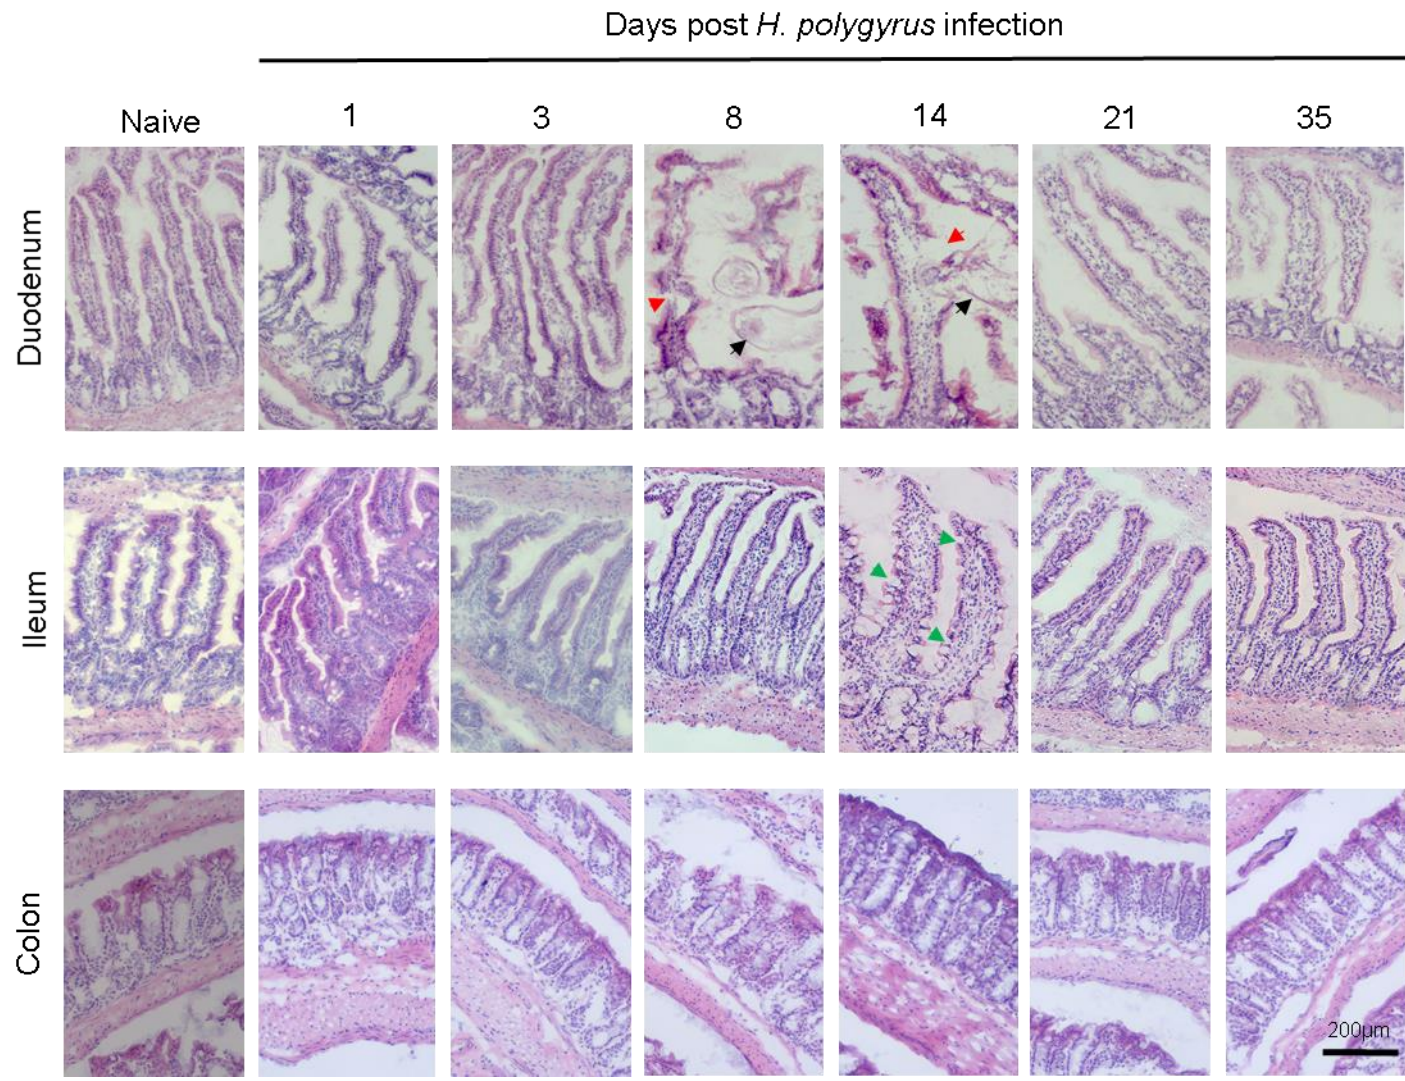 Days post H. polygyrus infection
Naive 1 3 8 14 21 35
Duodenum
Ileum
Colon
200µm